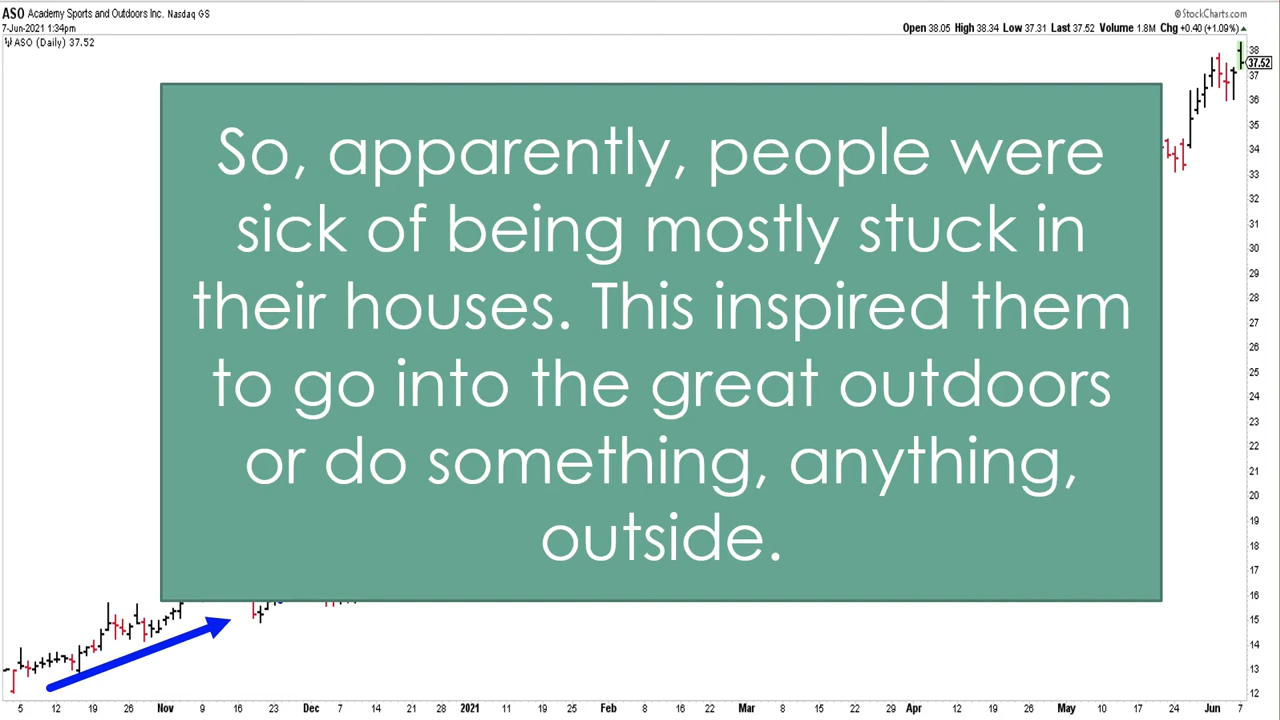 ASO Academy Sports and Outdoors Inc. Nasdaq GS
@StockCharts.com
7-Jun-2021 1:34pm
Open 38.05 High 38.34 Low 37.31 Last 37.52 Volume 1.8M Chg +0.40 (+1.09%)
ASO (Daily) 37.52
So, apparently, people were
sick of being mostly stuck in
their houses. This inspired them
to go into the great outdoors
or do something, anything,
outside.
38
37.52
37
36
35
34
33
32
31
30
29
28
27
26
25
24
23
22
21
20
19
18
17
16
15
14
13
12
5 12 19 26 Nov 9 16 23 Dec 7 14 21 28 2021 11 19 25 Feb 8 16 22 Mar 8 15 22 29 Apr 12 19 26 May 10 17 24 Jun 7